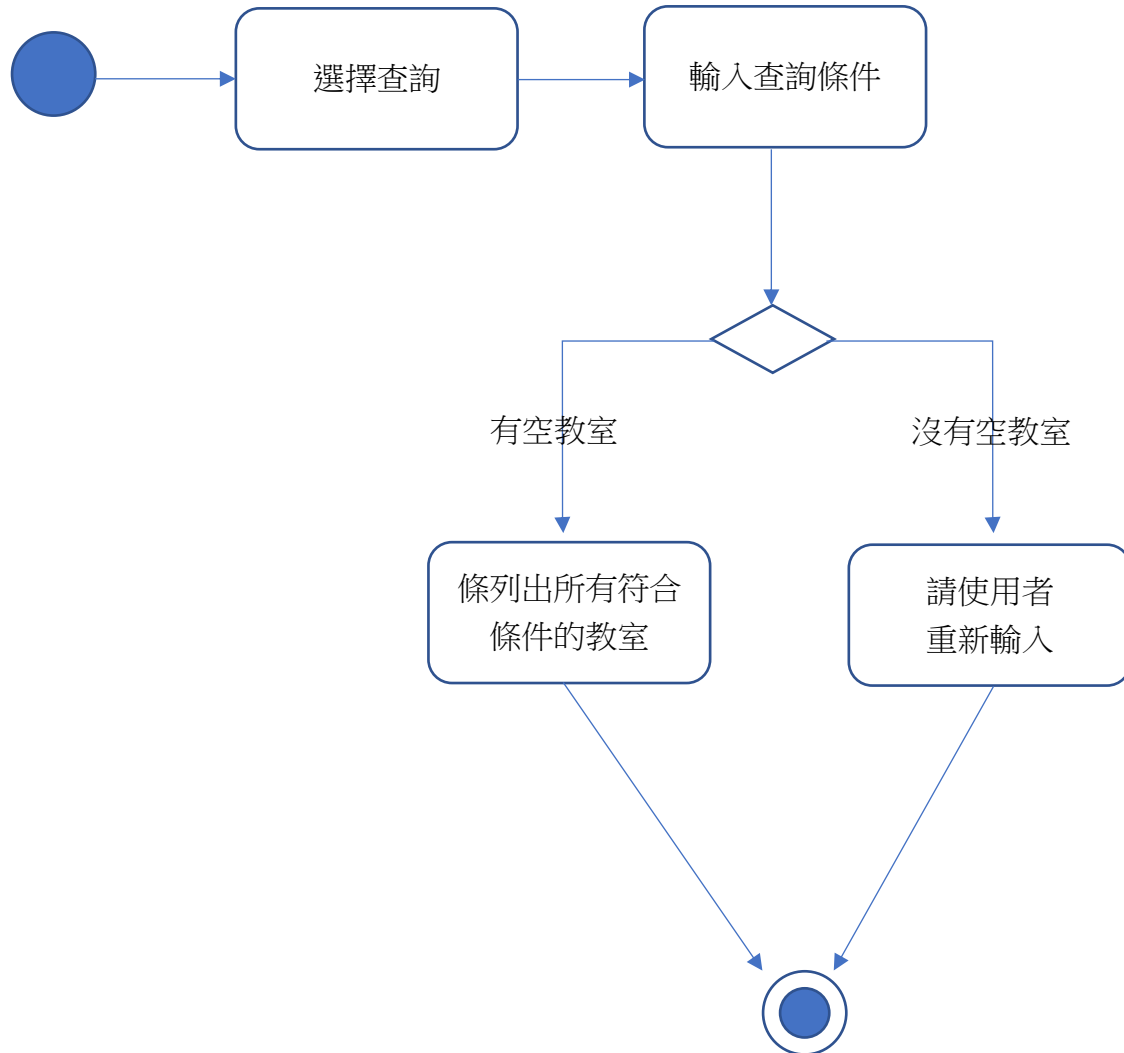 選擇查詢
輸入查詢條件
有空教室
沒有空教室
條列出所有符合
條件的教室
請使用者
重新輸入